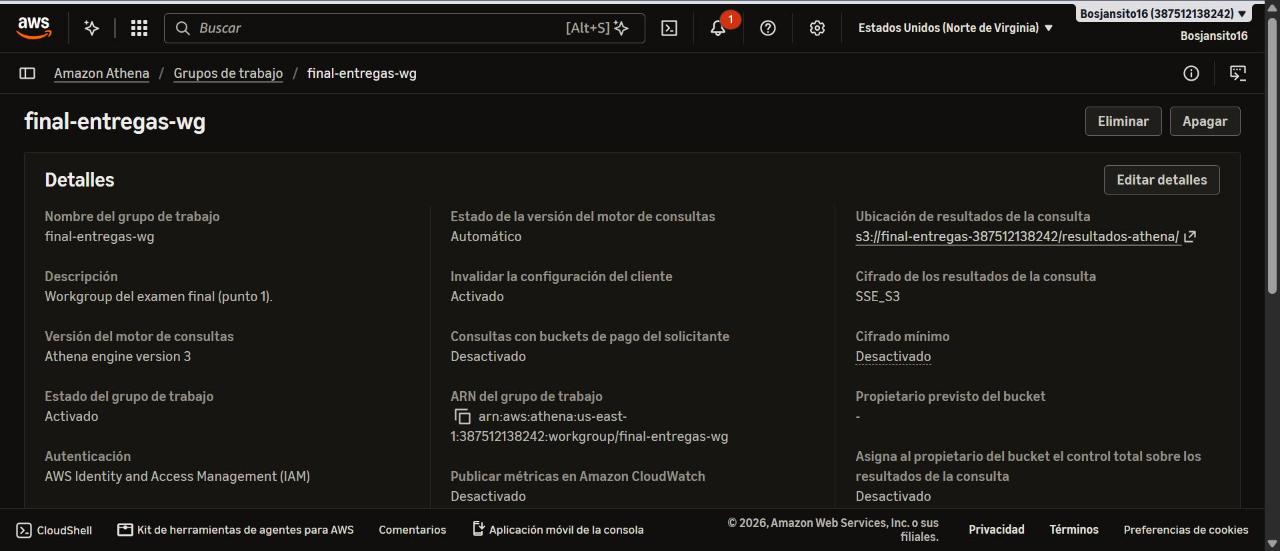 aws
Buscar
[Alt+S]
1
Estados Unidos (Norte de Virginia)
Bosjansito16 (387512138242)
Bosjansito16
Amazon Athena / Grupos de trabajo / final-entregas-wg
final-entregas-wg
Eliminar
Apagar
Detalles
Editar detalles
Nombre del grupo de trabajo
final-entregas-wg
Descripción
Workgroup del examen final (punto 1).
Versión del motor de consultas
Athena engine version 3
Estado del grupo de trabajo
Activado
Autenticación
AWS Identity and Access Management (IAM)
Estado de la versión del motor de consultas
Automático
Invalidar la configuración del cliente
Activado
Consultas con buckets de pago del solicitante
Desactivado
ARN del grupo de trabajo
arn:aws:athena:us-east-
1:387512138242:workgroup/final-entregas-wg
Publicar métricas en Amazon CloudWatch
Desactivado
Ubicación de resultados de la consulta
s3://final-entregas-387512138242/resultados-athena/
Cifrado de los resultados de la consulta
SSE_S3
Cifrado mínimo
Desactivado
Propietario previsto del bucket
-
Asigna al propietario del bucket el control total sobre los
resultados de la consulta
Desactivado
CloudShell
Kit de herramientas de agentes para AWS
Comentarios
Aplicación móvil de la consola
© 2026, Amazon Web Services, Inc. o sus
filiales.
Privacidad
Términos
Preferencias de cookies